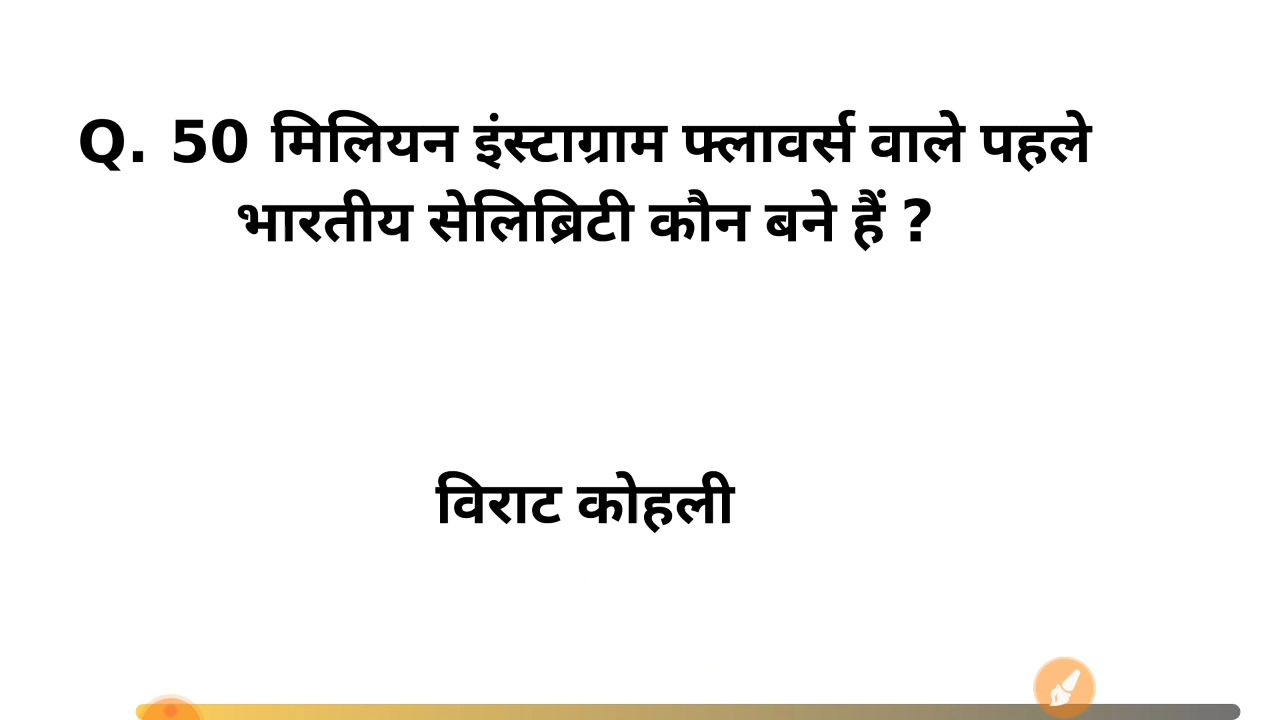 Q. 50 मिलियन इंस्टाग्राम फ्लावर्स वाले पहले
भारतीय सेलिब्रिटी कौन बने हैं ?
विराट कोहली